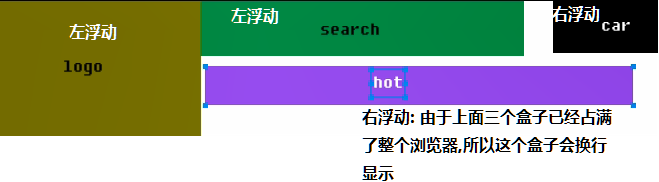 左浮动
左浮动
右浮动
search
car
logo
hot
右浮动: 由于上面三个盒子已经占满
了整个浏览器,所以这个盒子会换行
显示